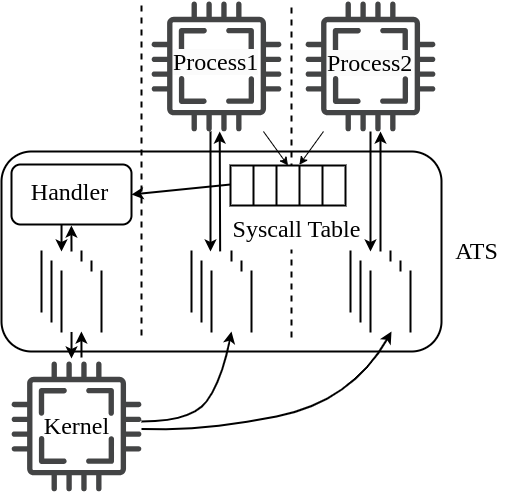 Process1
Process2
Handler
Syscall Table
ATS
Kernel